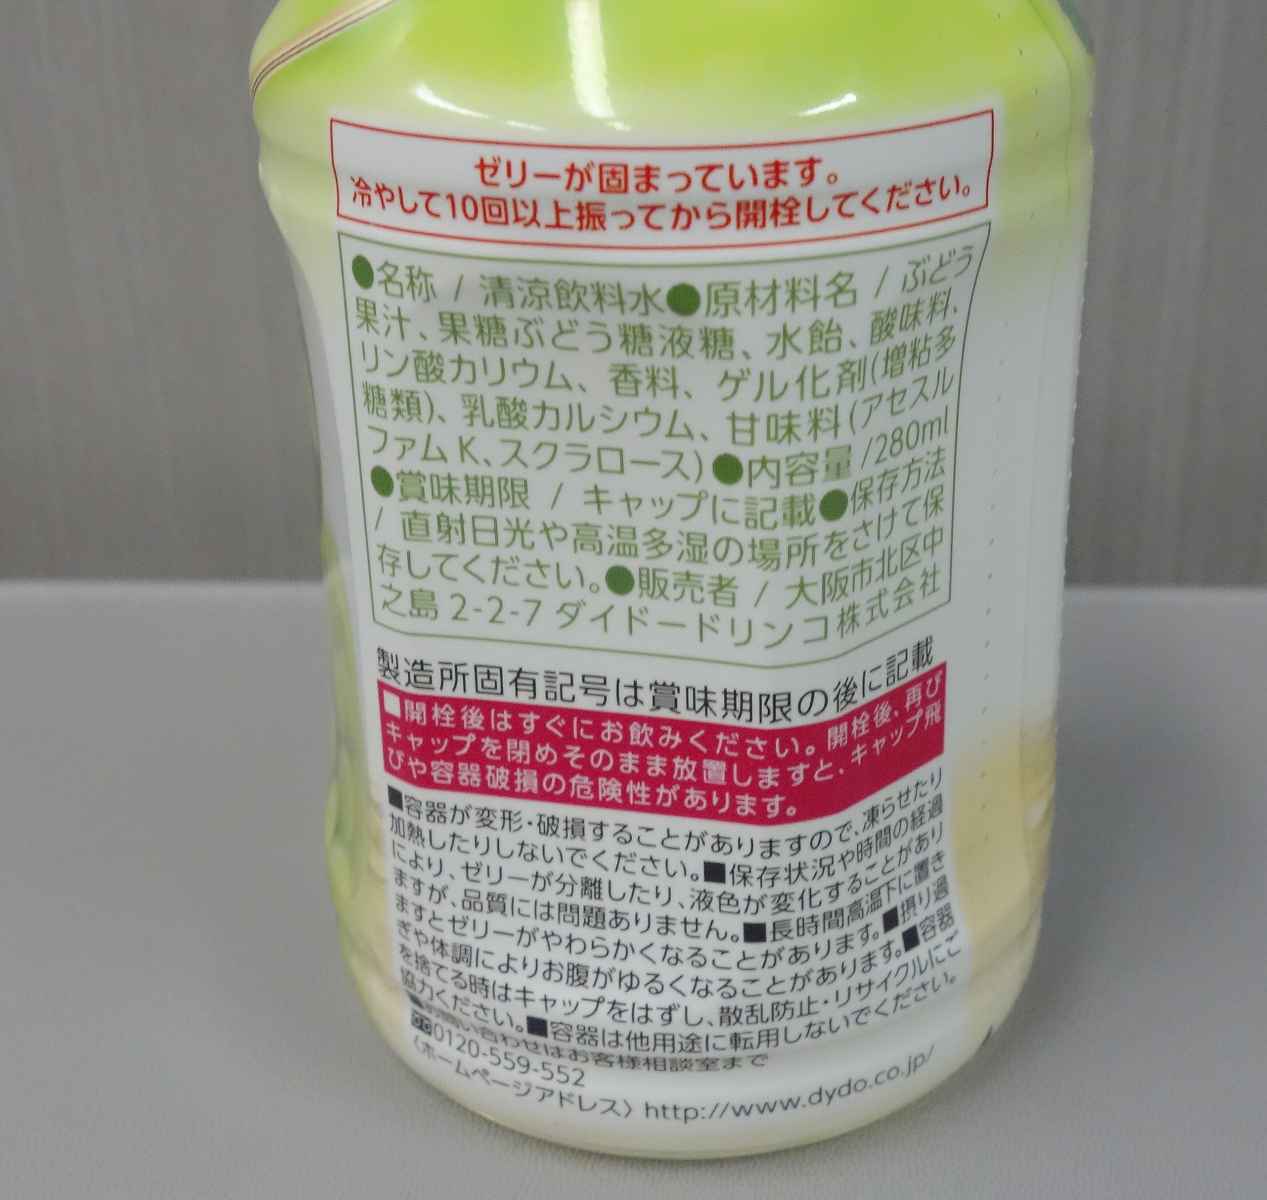 ゼリーが固まっています。
冷やして10回以上振ってから開栓してください。
●名称 / 清涼飲料水●原材料名 / ぶどう
果汁、果糖ぶどう糖液糖、水飴、酸味料、
リン酸カリウム、香料、ゲル化剤(増粘多
糖類)、乳酸カルシウム、甘味料(アセスル
ファムK、スクラロース)●内容量/280ml
●賞味期限 / キャップに記載●保存方法
/ 直射日光や高温多湿の場所をさけて保
存してください。●販売者 / 大阪市北区中
之島2-2-7 ダイドードリンコ株式会社
製造所固有記号は賞味期限の後に記載
■開栓後はすぐにお飲みください。開栓後、再び
キャップを閉めそのまま放置しますと、キャップ飛
びや容器破損の危険性があります。
■容器が変形・破損することがありますので、凍らせたり
加熱したりしないでください。■保存状況や時間の経過
により、ゼリーが分離したり、液色が変化することがあり
ますが、品質には問題ありません。■長時間高温下に置き
ますとゼリーがやわらかくなることがあります。■摂り過
ぎや体調によりお腹がゆるくなることがあります。■容器
を捨てる時はキャップをはずし、散乱防止・リサイクルにご
協力ください。■容器は他用途に転用しないでください。
■お問い合わせはお客様相談室まで
0120-559-552
〈ホームページアドレス〉 http://www.dydo.co.jp/